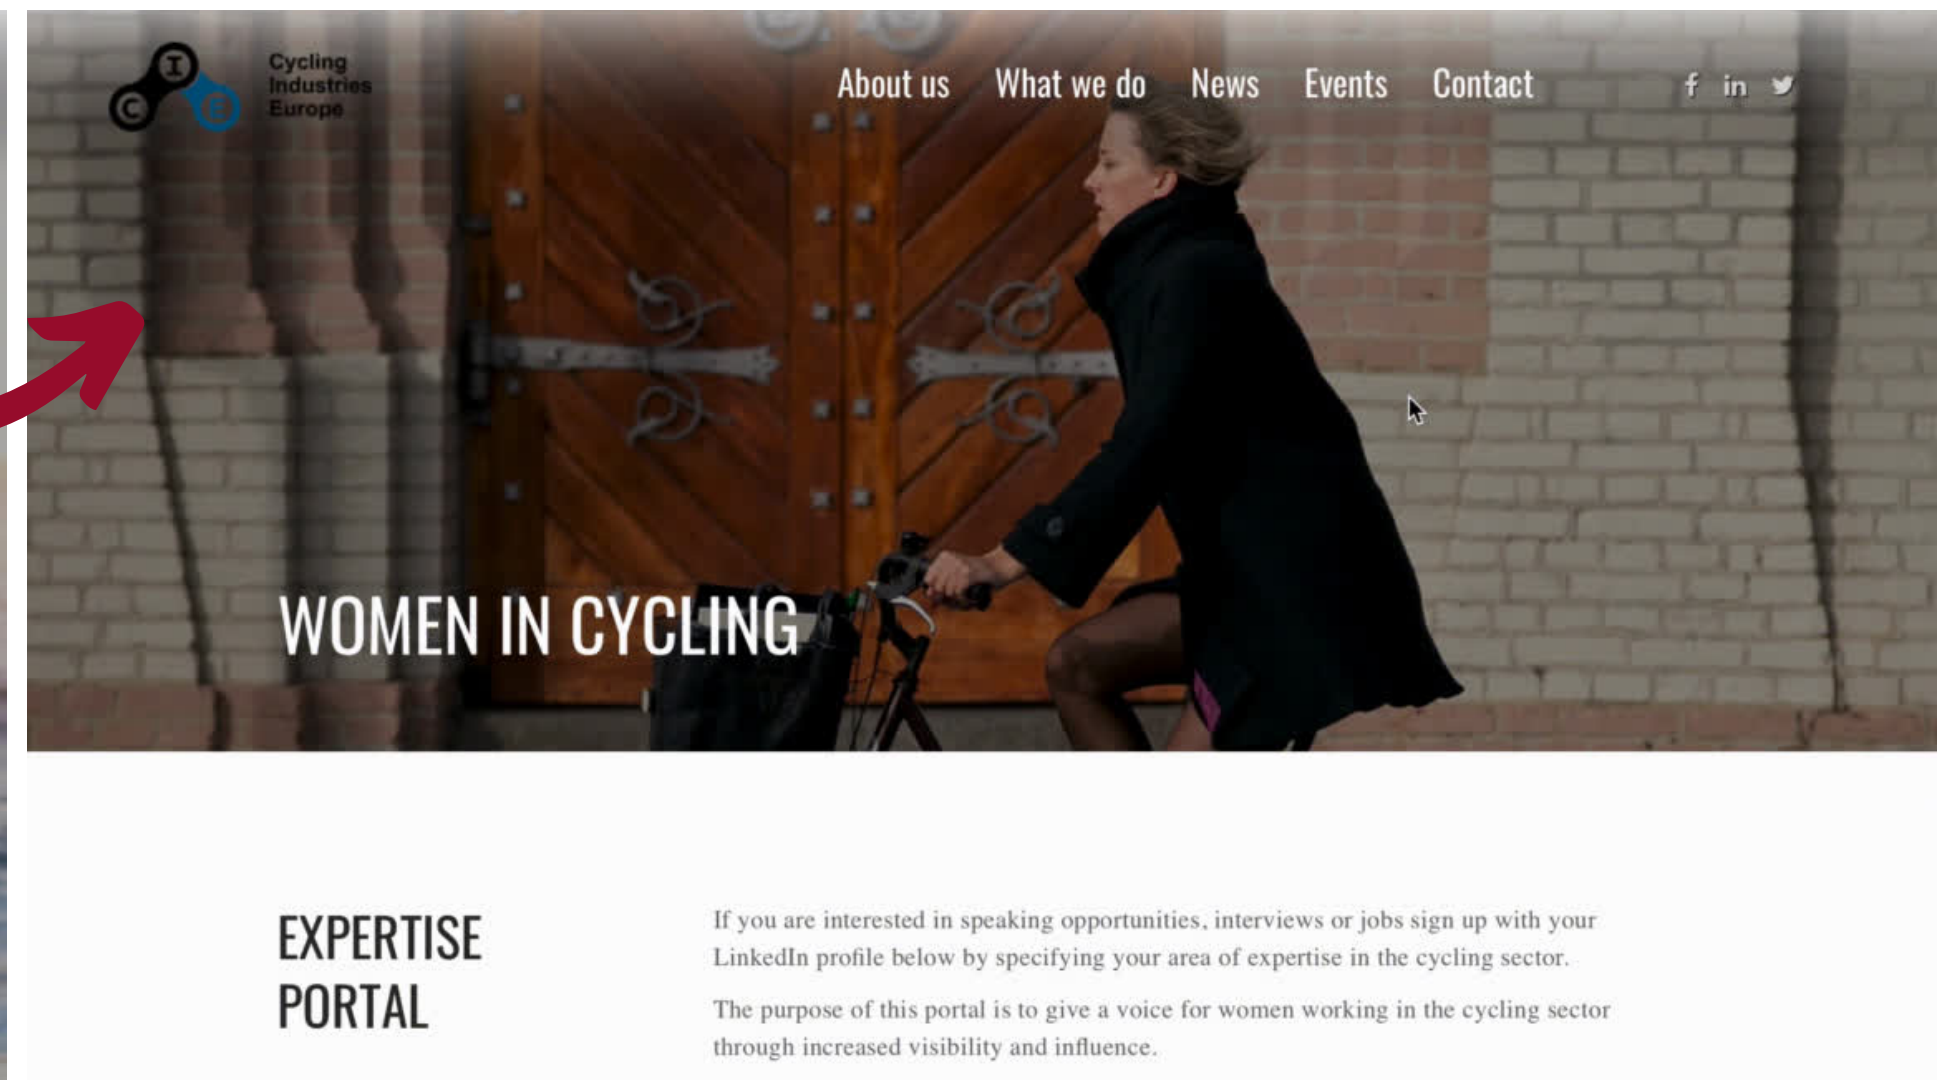 I
C
E
Cycling
Industries
Europe
About us What we do News Events Contact
f in
WOMEN IN CYCLING
EXPERTISE
PORTAL
If you are interested in speaking opportunities, interviews or jobs sign up with your
LinkedIn profile below by specifying your area of expertise in the cycling sector.
The purpose of this portal is to give a voice for women working in the cycling sector
through increased visibility and influence.